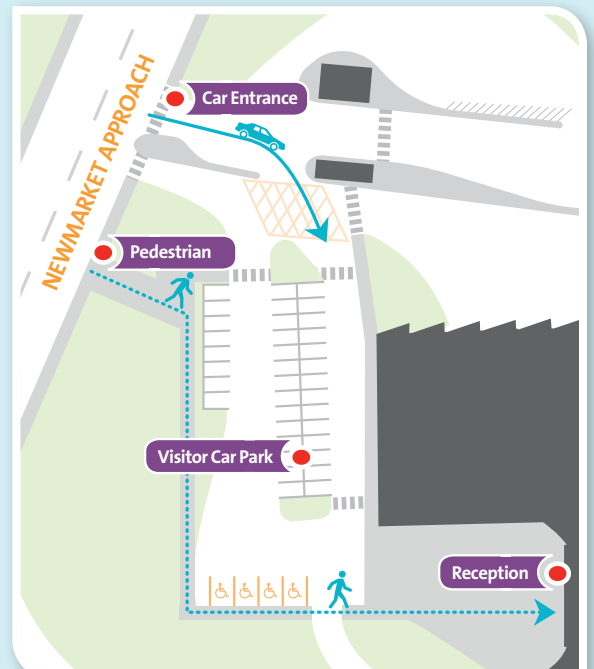 Car Entrance
NEWMARKET APPROACH
Pedestrian
Visitor Car Park
Reception